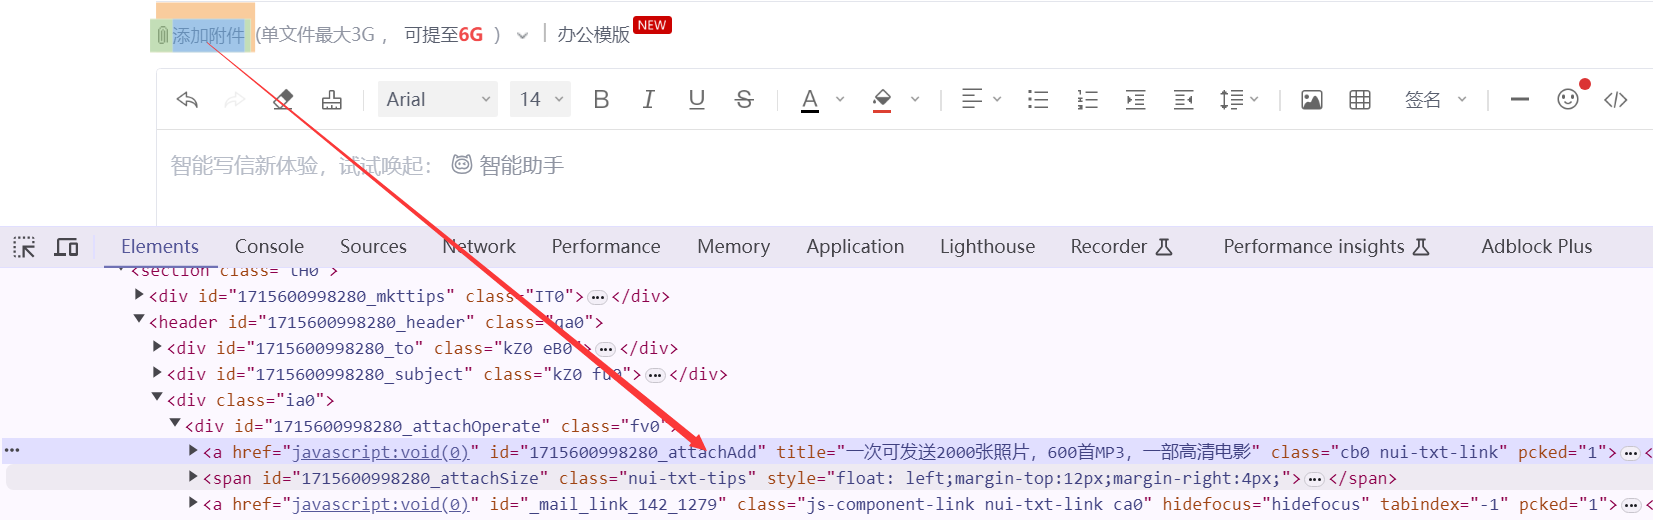 添加附件 (单文件最大3G ， 可提至6G ) 办公模版 NEW
Arial 14 B I U S A 签名
智能写信新体验，试试唤起： 智能助手
Elements Console Sources Network Performance Memory Application Lighthouse Recorder Performance insights Adblock Plus
<section class="tH0">
<div id="1715600998280_mkttips" class="IT0">…</div>
<header id="1715600998280_header" class="qa0">
<div id="1715600998280_to" class="kZ0 eB0">…</div>
<div id="1715600998280_subject" class="kZ0 fu0">…</div>
<div class="ia0">
<div id="1715600998280_attachOperate" class="fv0">
… <a href="javascript:void(0)" id="1715600998280_attachAdd" title="一次可发送2000张照片，600首MP3，一部高清电影" class="cb0 nui-txt-link" pcked="1">…<
<span id="1715600998280_attachSize" class="nui-txt-tips" style="float: left;margin-top:12px;margin-right:4px;">…</span>
<a href="javascript:void(0)" id="_mail_link_142_1279" class="js-component-link nui-txt-link ca0" hidefocus="hidefocus" tabindex="-1" pcked="1">…<